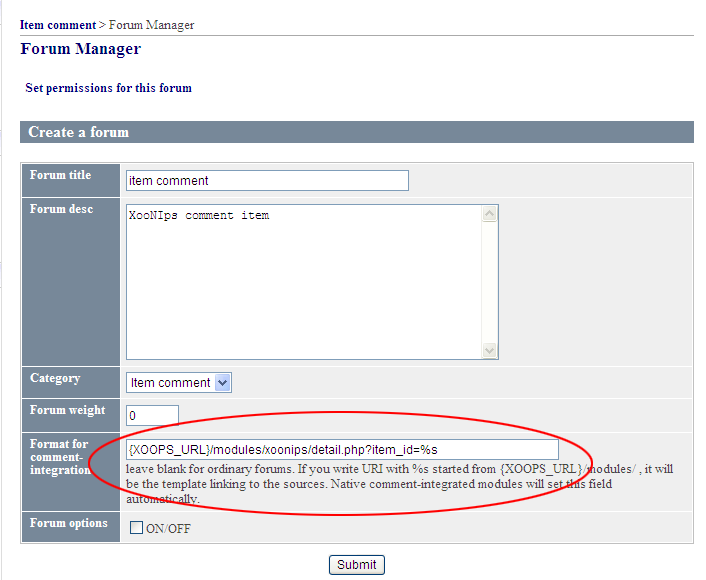 Item comment > Forum Manager
Forum Manager
Set permissions for this forum
Create a forum
Forum title
item comment
Forum desc
XooNIps comment item
Category
Item comment
Forum weight
0
Format for
comment-
integration
{XOOPS_URL}/modules/xoonips/detail.php?item_id=%s
leave blank for ordinary forums. If you write URI with %s started from {XOOPS_URL}/modules/ , it will
be the template linking to the sources. Native comment-integrated modules will set this field
automatically.
Forum options
ON/OFF
Submit